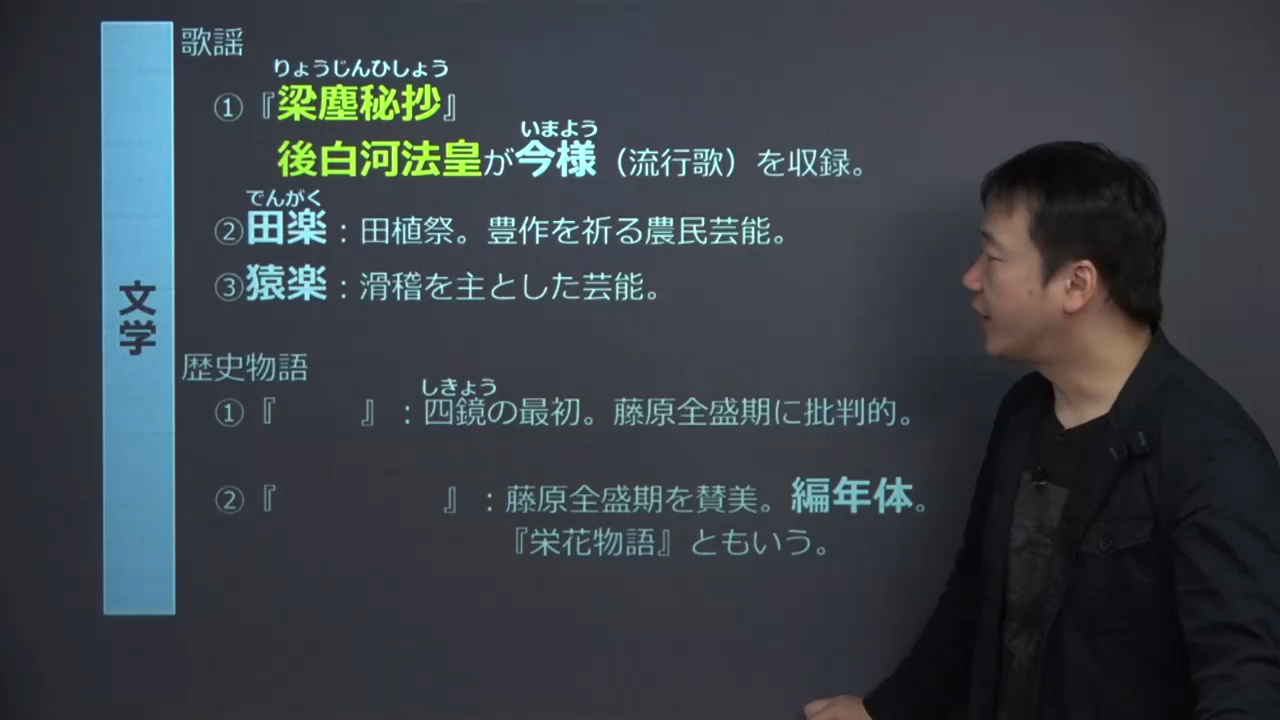 文学
歌謡
りょうじんひしょう
①『梁塵秘抄』
いまよう
後白河法皇が今様（流行歌）を収録。
でんがく
②田楽：田植祭。豊作を祈る農民芸能。
③猿楽：滑稽を主とした芸能。
歴史物語
しきょう
①『　　　』：四鏡の最初。藤原全盛期に批判的。
②『　　　　　』：藤原全盛期を賛美。編年体。
『栄花物語』ともいう。